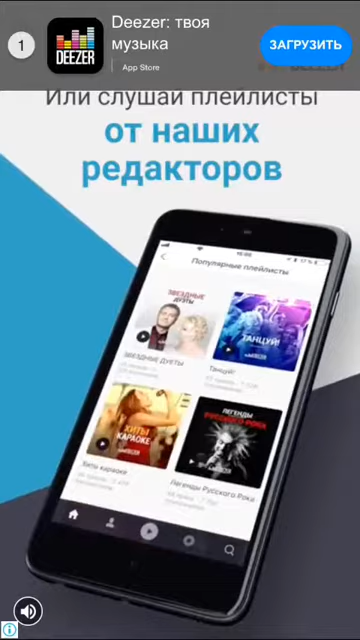 1
DEEZER
Deezer: твоя
музыка
App Store
ЗАГРУЗИТЬ
Или слушай плейлисты
от наших
редакторов
Популярные плейлисты
ЗВЕЗДНЫЕ
ДУЭТЫ
ТАНЦУЙ!
ЗВЕЗДНЫЕ ДУЕТЫ
Танцуй!
ХИТЫ
КАРАОКЕ
ЛЕГЕНДЫ
РУССКОГО РОКА
Хиты караоке
Легенды Русского Рока